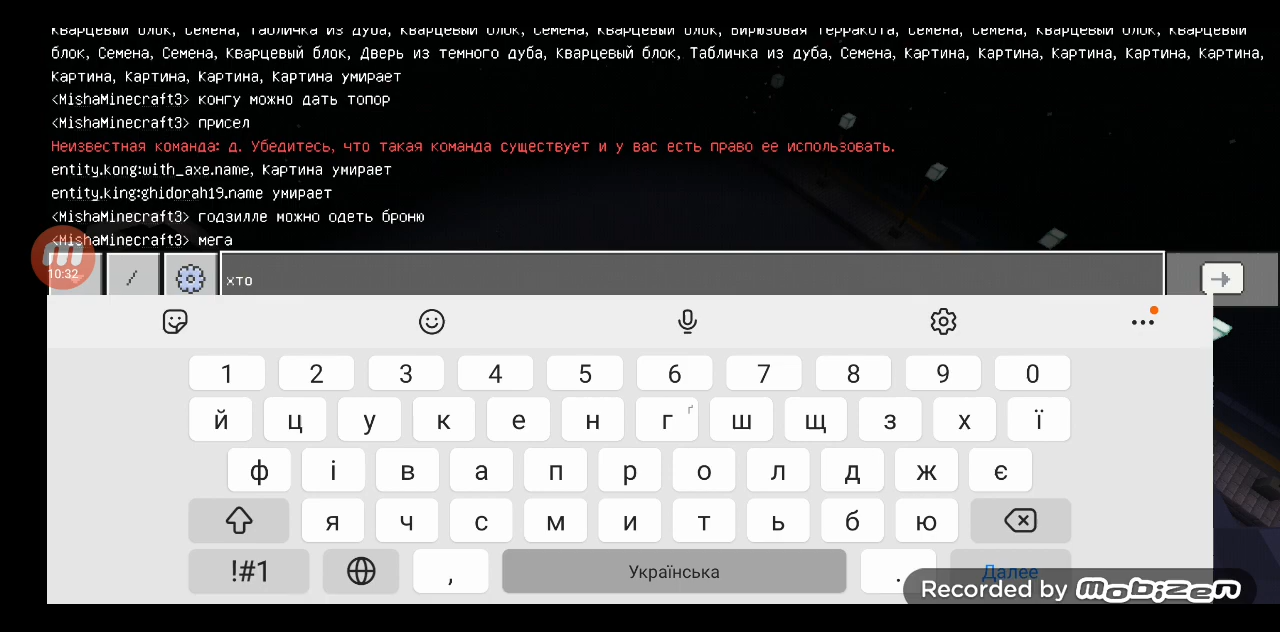 Кварцевый блок, Семена, Табличка из дуба, Кварцевый блок, Семена, Кварцевый блок, Бирюзовая терракота, Семена, Семена, Кварцевый блок, Кварцевый
блок, Семена, Семена, Кварцевый блок, Дверь из темного дуба, Кварцевый блок, Табличка из дуба, Семена, Картина, Картина, Картина, Картина, Картина,
Картина, Картина, Картина, Картина умирает
<MishaMinecraft3> конгу можно дать топор
<MishaMinecraft3> присел
Неизвестная команда: д. Убедитесь, что такая команда существует и у вас есть право ее использовать.
entity.kong:with_axe.name, Картина умирает
entity.king:ghidorah19.name умирает
<MishaMinecraft3> годзилле можно одеть броню
<MishaMinecraft3> мега
10:32
/
хто
1 2 3 4 5 6 7 8 9 0
й ц у к е н г ґ ш щ з х ї
ф і в а п р о л д ж є
я ч с м и т ь б ю
!#1 , Українська . Далее
Recorded by mobizen